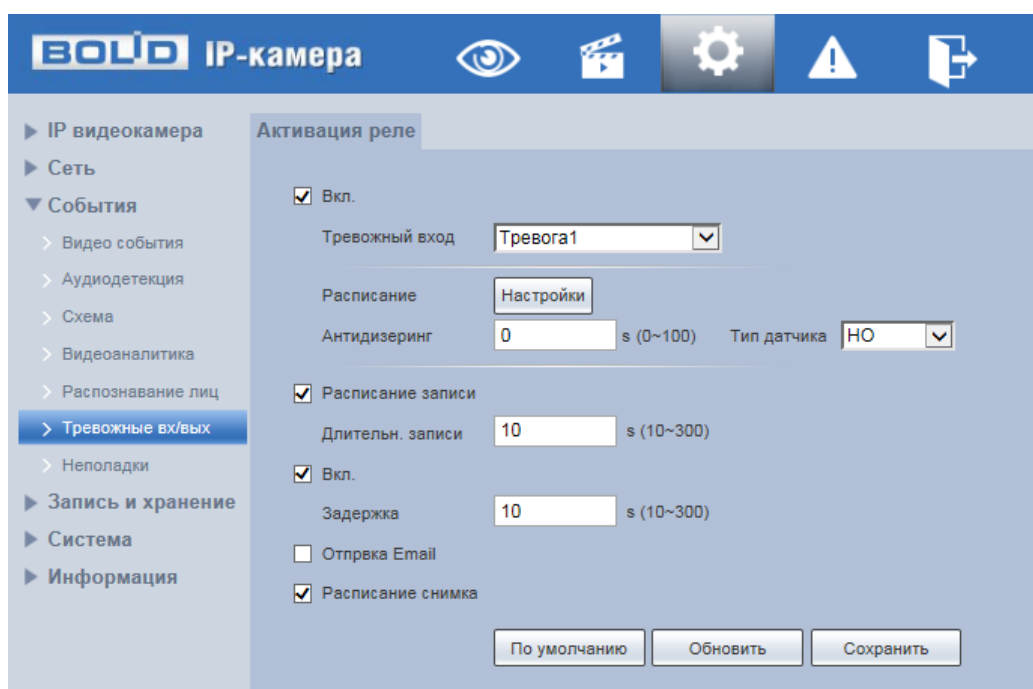 BOLID IP-камера
IP видеокамера
Сеть
События
Видео события
Аудиодетекция
Схема
Видеоаналитика
Распознавание лиц
Тревожные вх/вых
Неполадки
Запись и хранение
Система
Информация
Активация реле
Вкл.
Тревожный вход Тревога1
Расписание Настройки
Антидизеринг 0 s (0~100) Тип датчика НО
Расписание записи
Длительн. записи 10 s (10~300)
Вкл.
Задержка 10 s (10~300)
Отпрвка Email
Расписание снимка
По умолчанию Обновить Сохранить